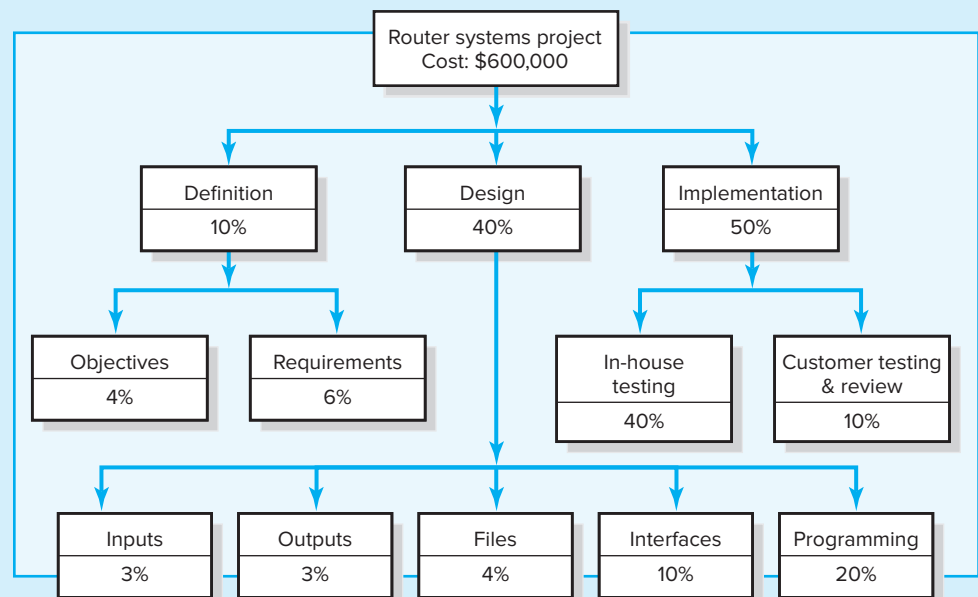 Router systems project
Cost: $600,000
Definition
10%
Design
40%
Implementation
50%
Objectives
4%
Requirements
6%
In-house
testing
40%
Customer testing
& review
10%
Inputs
3%
Outputs
3%
Files
4%
Interfaces
10%
Programming
20%